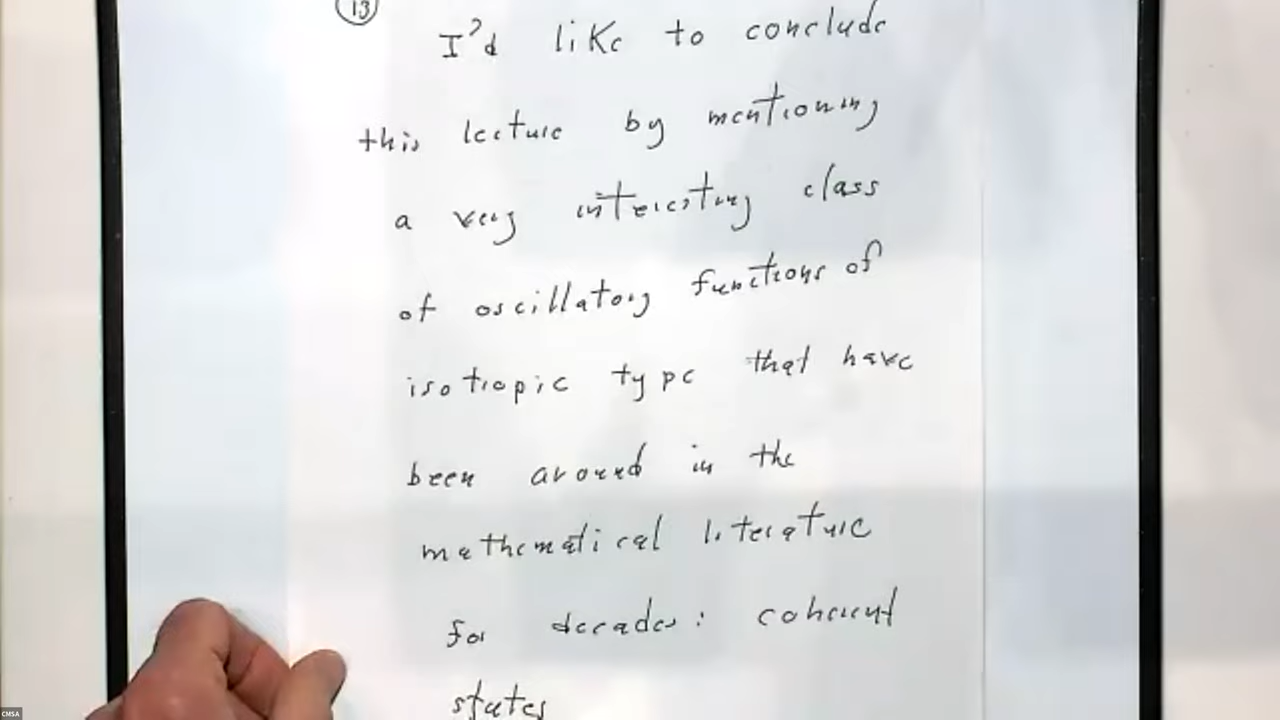 13
I'd like to conclude
this lecture by mentioning
a very interesting class
of oscillatory functions of
isotropic type that have
been around in the
mathematical literature
for decades: coherent
states
CMSA